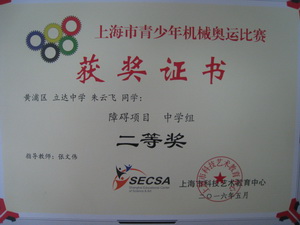 上海市青少年机械奥运比赛
获奖证书
黄浦区 立达中学 朱云飞 同学:
障碍项目 中学组
二等奖
指导教师: 张文伟
SECSA
上海市科技艺术教育中心
二〇一六年五月